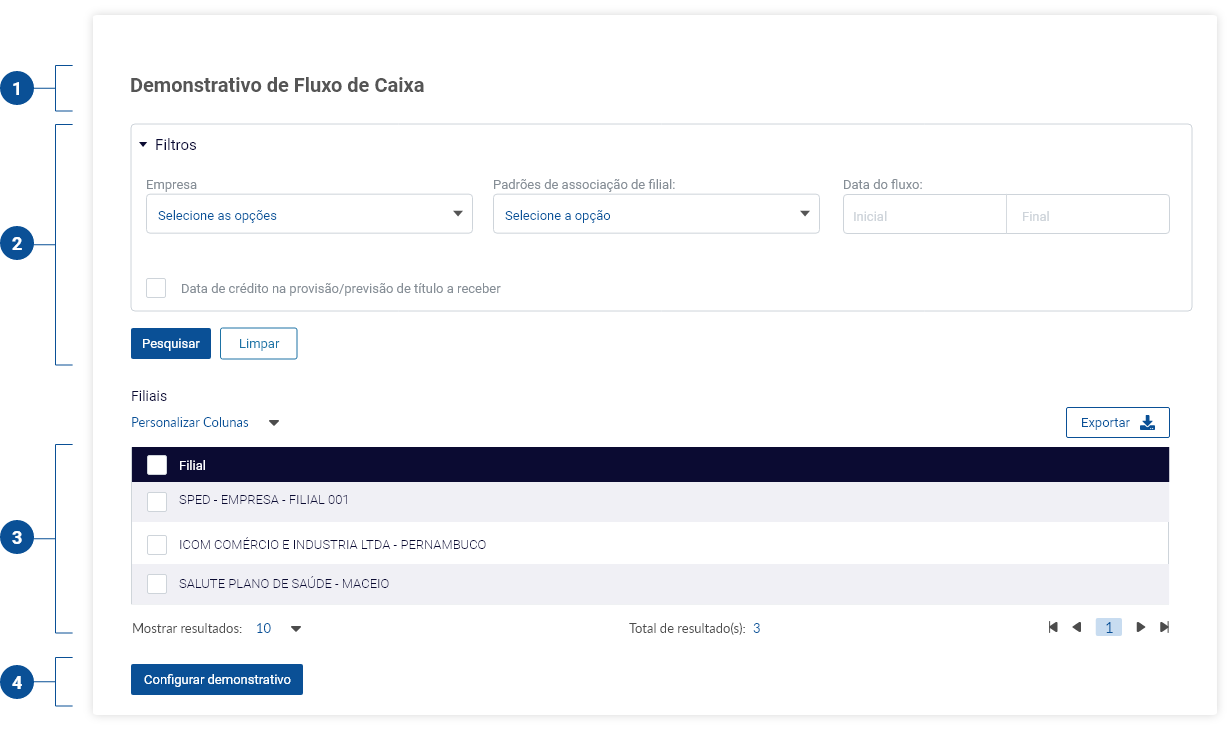 1
Demonstrativo de Fluxo de Caixa
2
Filtros
Empresa
Padrões de associação de filial:
Data do fluxo:
Selecione as opções
Selecione a opção
Inicial
Final
Data de crédito na provisão/previsão de título a receber
Pesquisar
Limpar
Filiais
Personalizar Colunas
Exportar
3
Filial
SPED - EMPRESA - FILIAL 001
ICOM COMÉRCIO E INDUSTRIA LTDA - PERNAMBUCO
SALUTE PLANO DE SAÚDE - MACEIO
Mostrar resultados: 10
Total de resultado(s): 3
1
4
Configurar demonstrativo